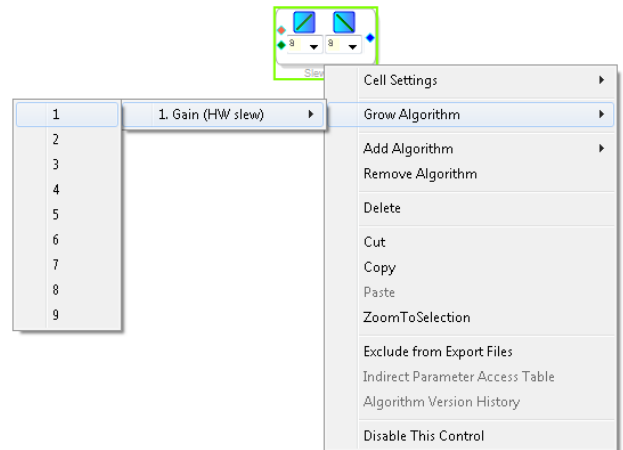 8 8
Slew
Cell Settings
1 1. Gain (HW slew) Grow Algorithm
2
3
4
5
6
7
8
9
Add Algorithm
Remove Algorithm
Delete
Cut
Copy
Paste
ZoomToSelection
Exclude from Export Files
Indirect Parameter Access Table
Algorithm Version History
Disable This Control